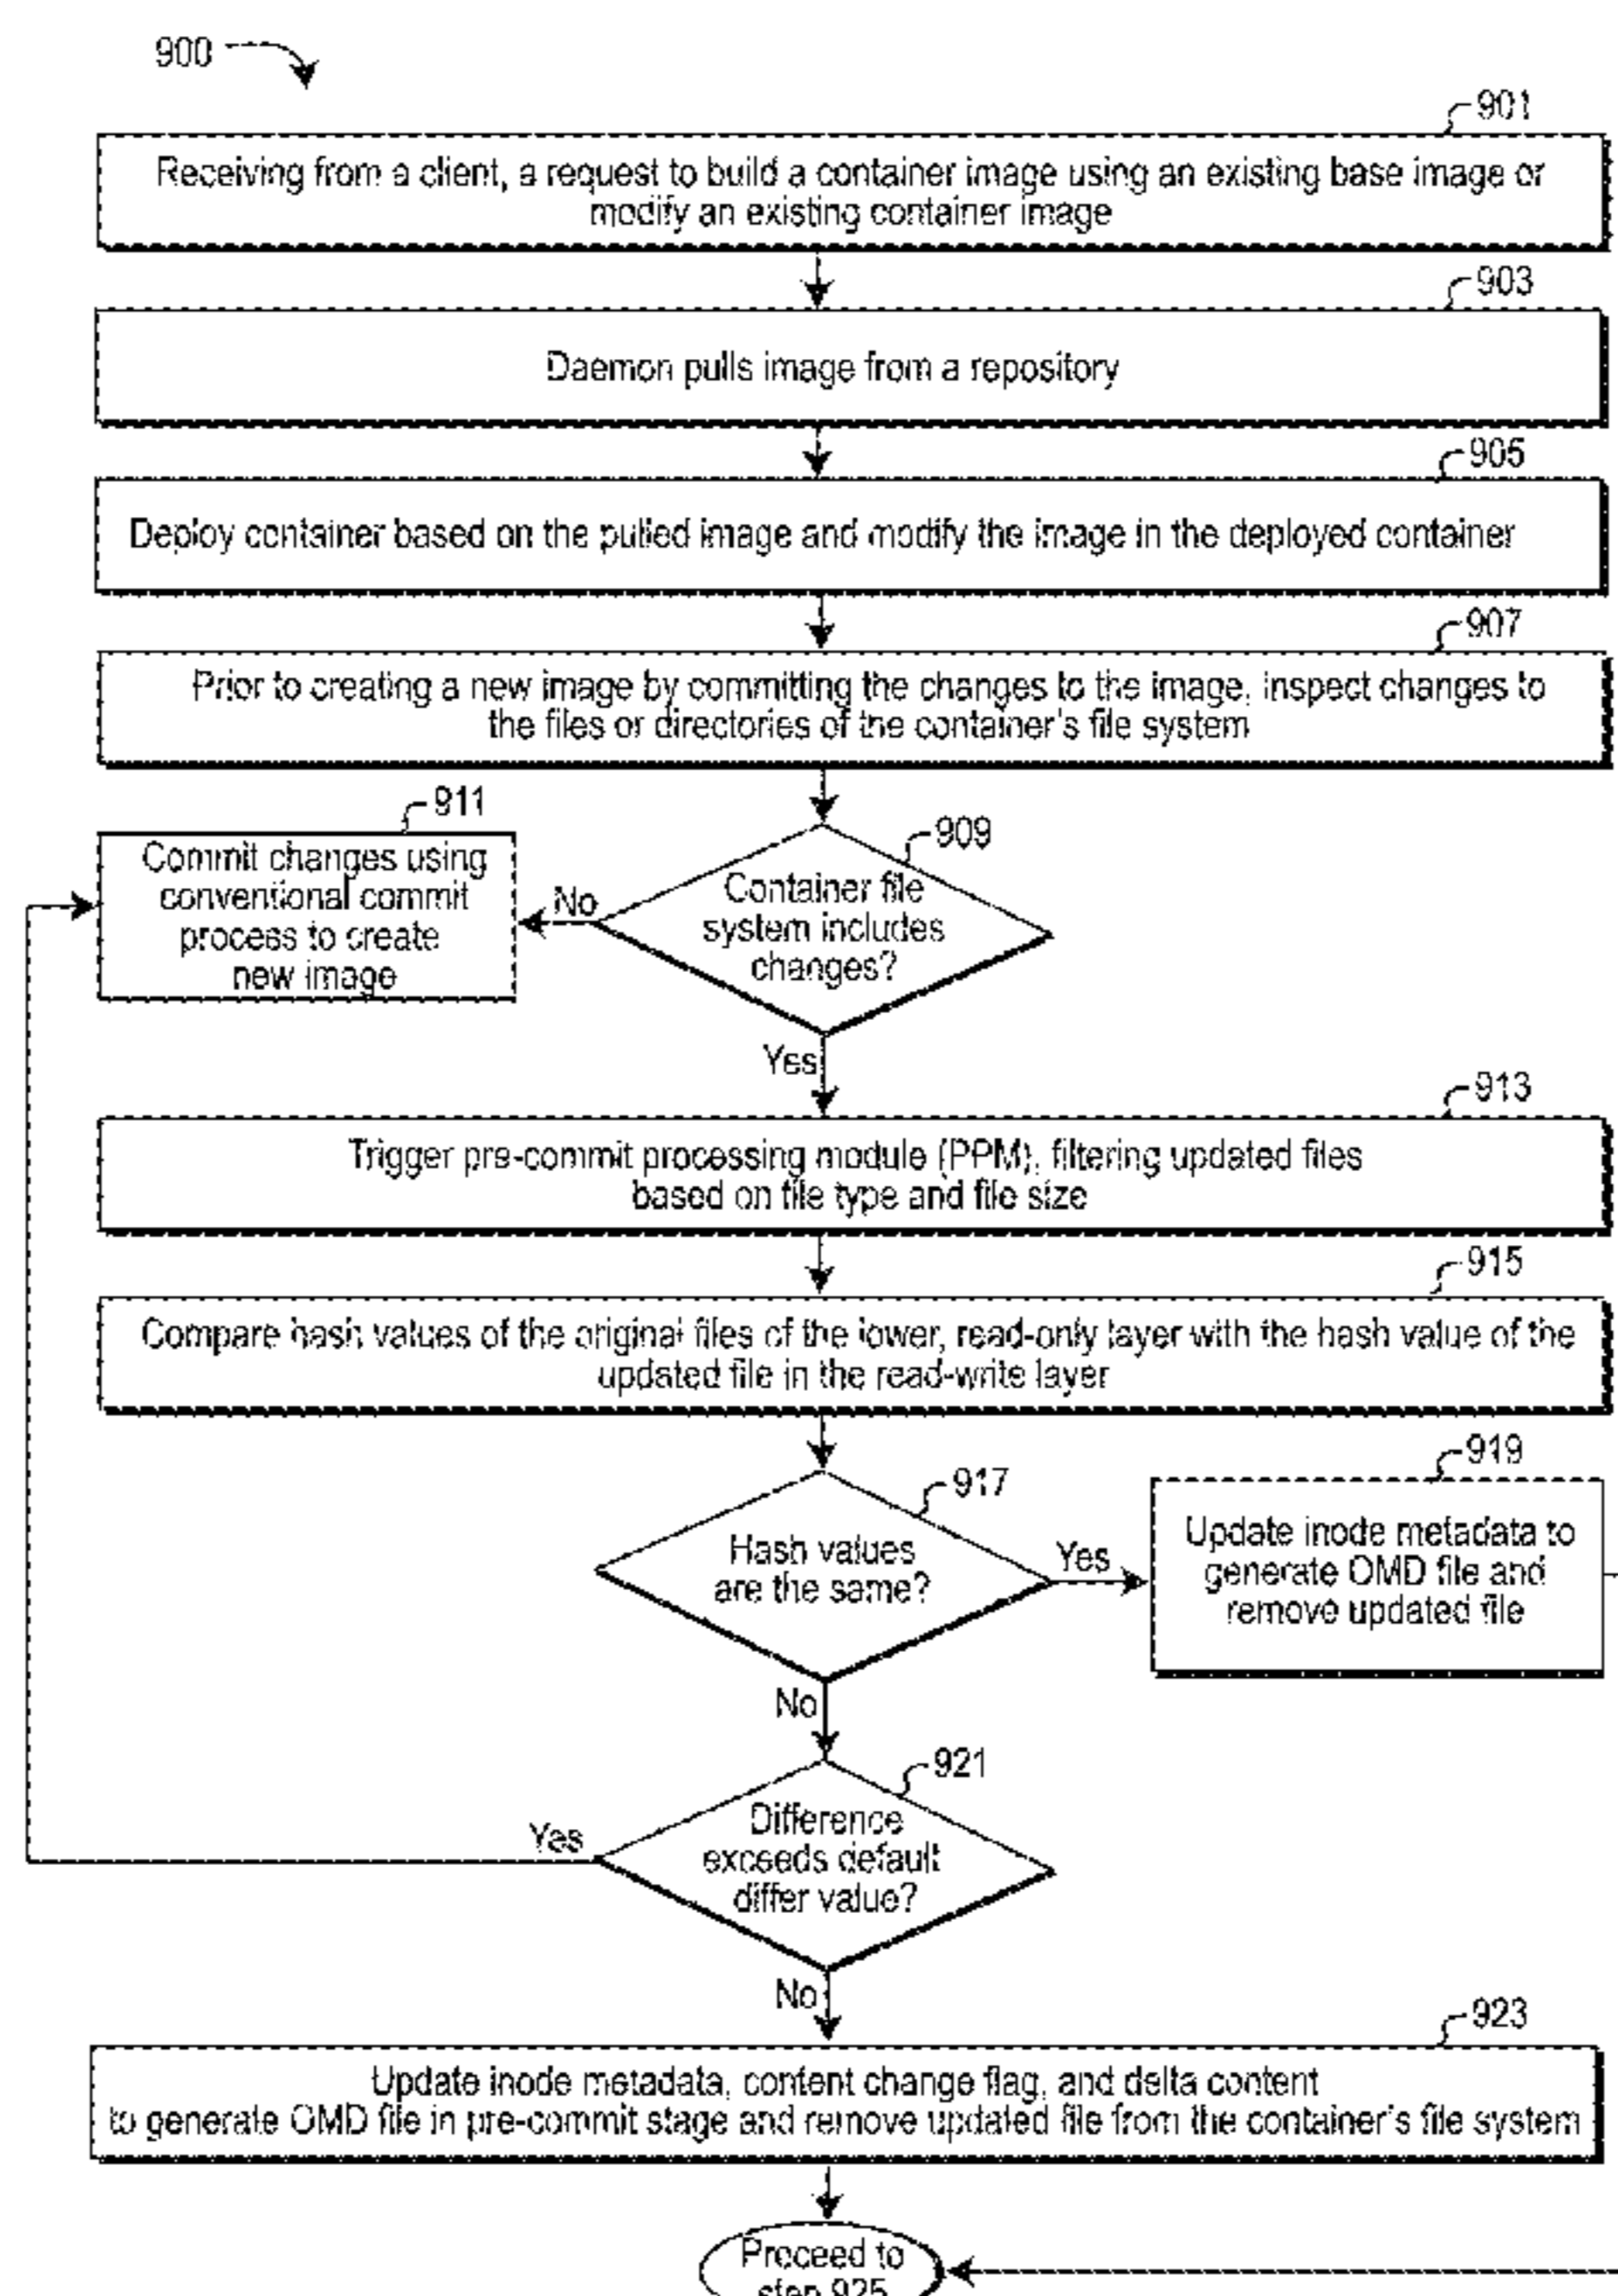 900
901
Receiving from a client, a request to build a container image using an existing base image or
modify an existing container image
903
Daemon pulls image from a repository
905
Deploy container based on the pulled image and modify the image in the deployed container
907
Prior to creating a new image by committing the changes to the image, inspect changes to
the files or directories of the container's file system
911
Commit changes using
conventional commit
process to create
new image
909
Container file
system includes
changes?
No
Yes
913
Trigger pre-commit processing module (PPM), filtering updated files
based on file type and file size
915
Compare hash values of the original files of the lower, read-only layer with the hash value of the
updated file in the read-write layer
917
Hash values
are the same?
Yes
919
Update inode metadata to
generate OMD file and
remove updated file
No
921
Difference
exceeds default
differ value?
Yes
No
923
Update inode metadata, content change flag, and delta content
to generate OMD file in pre-commit stage and remove updated file from the container's file system
Proceed to
step 925